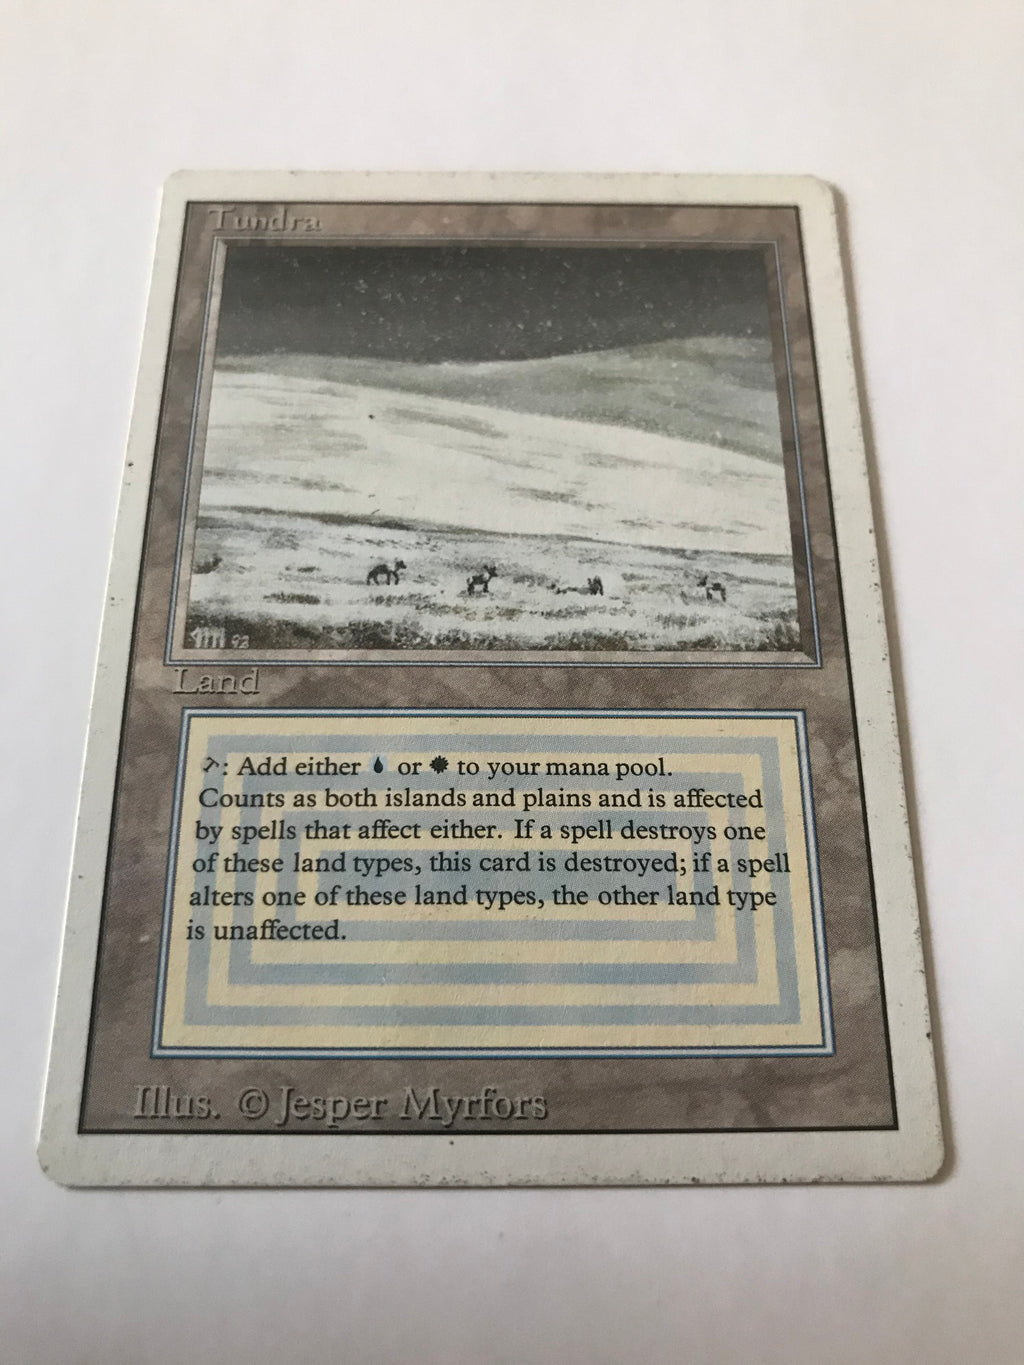 Tundra
JM 92
Land
: Add either or to your mana pool.
Counts as both islands and plains and is affected
by spells that affect either. If a spell destroys one
of these land types, this card is destroyed; if a spell
alters one of these land types, the other land type
is unaffected.
Illus. © Jesper Myrfors